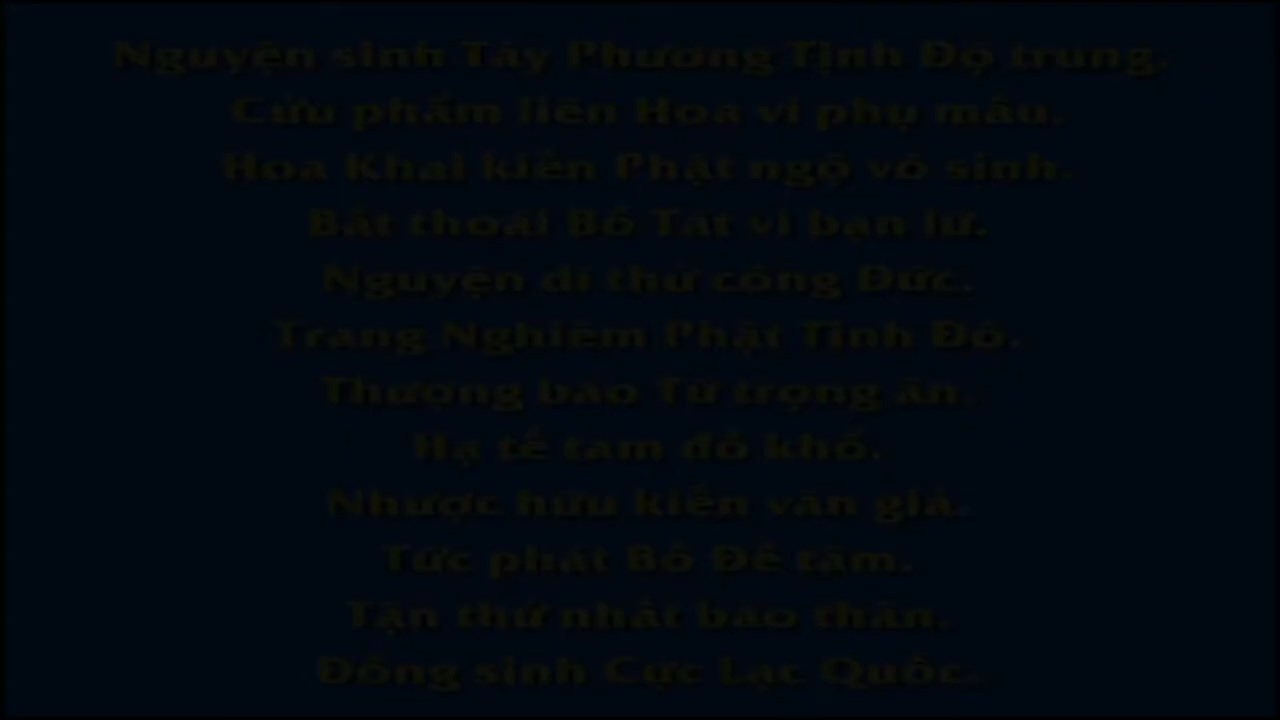 Nguyện sinh Tây Phương Tịnh Độ trung.
Cửu phẩm liên Hoa vi phụ mẫu.
Hoa Khai kiến Phật ngộ vô sinh.
Bất thoái Bồ Tát vi bạn lữ.
Nguyện dĩ thử công Đức.
Trang Nghiêm Phật Tịnh Độ.
Thượng báo Tứ trọng ân.
Hạ tế tam đồ khổ.
Nhược hữu kiến văn giả.
Tức phát Bồ Đề tâm.
Tận thử nhất báo thân.
Đồng sinh Cực Lạc Quốc.